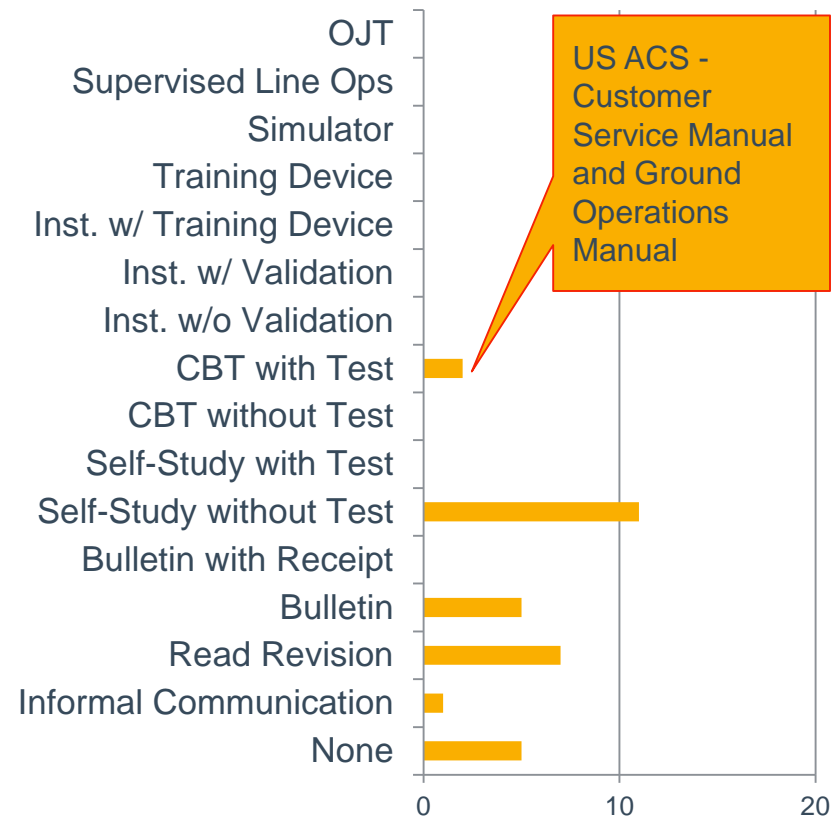 OJT
Supervised Line Ops
Simulator
Training Device
Inst. w/ Training Device
Inst. w/ Validation
Inst. w/o Validation
CBT with Test
CBT without Test
Self-Study with Test
Self-Study without Test
Bulletin with Receipt
Bulletin
Read Revision
Informal Communication
None
US ACS -
Customer
Service Manual
and Ground
Operations
Manual
0 10 20